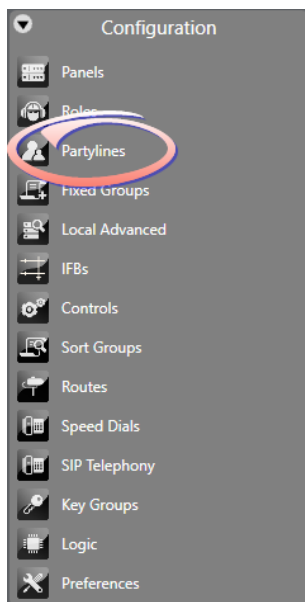 Configuration
Panels
Roles
Partylines
Fixed Groups
Local Advanced
IFBs
Controls
Sort Groups
Routes
Speed Dials
SIP Telephony
Key Groups
Logic
Preferences